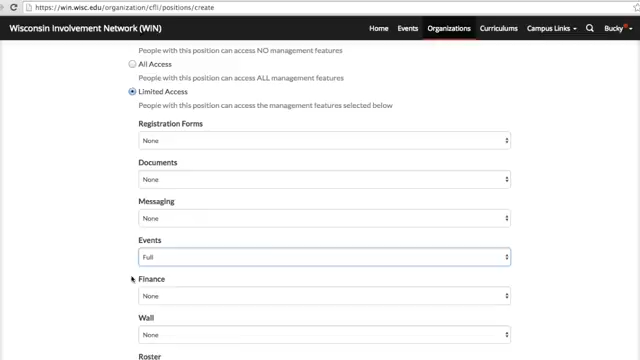 https://win.wisc.edu/organization/cfli/positions/create
Wisconsin Involvement Network (WIN) Home Events Organizations Curriculums Campus Links Bucky
People with this position can access NO management features
All Access
People with this position can access ALL management features
Limited Access
People with this position can access the management features selected below
Registration Forms
None
Documents
None
Messaging
None
Events
Full
Finance
None
Wall
None
Roster